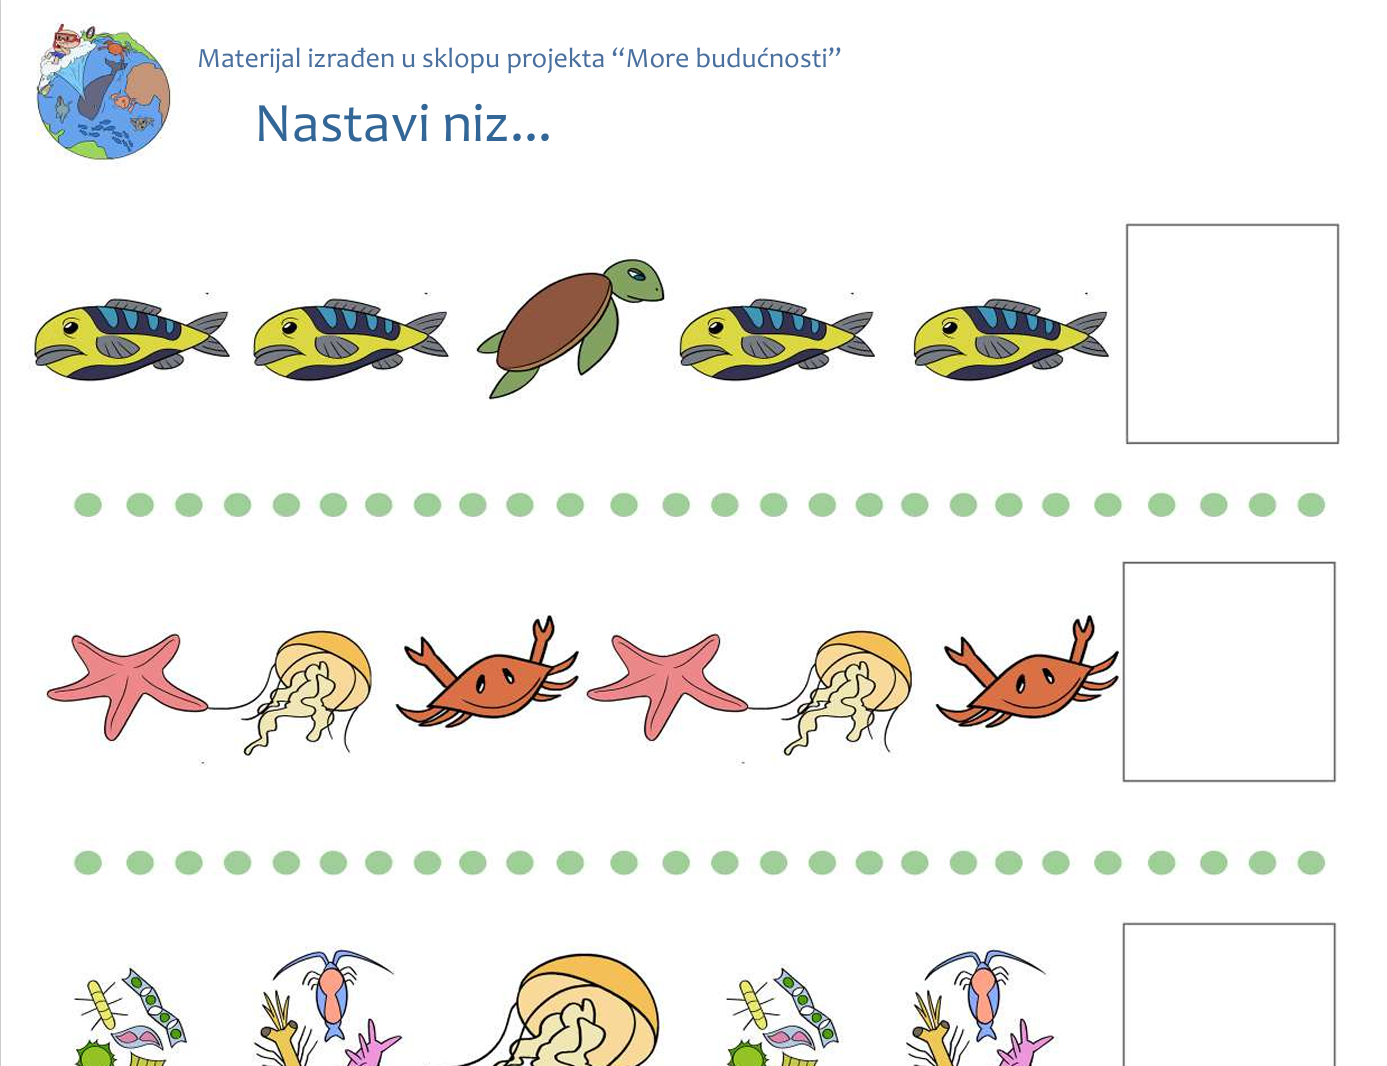 Materijal izrađen u sklopu projekta “More budućnosti”
Nastavi niz...